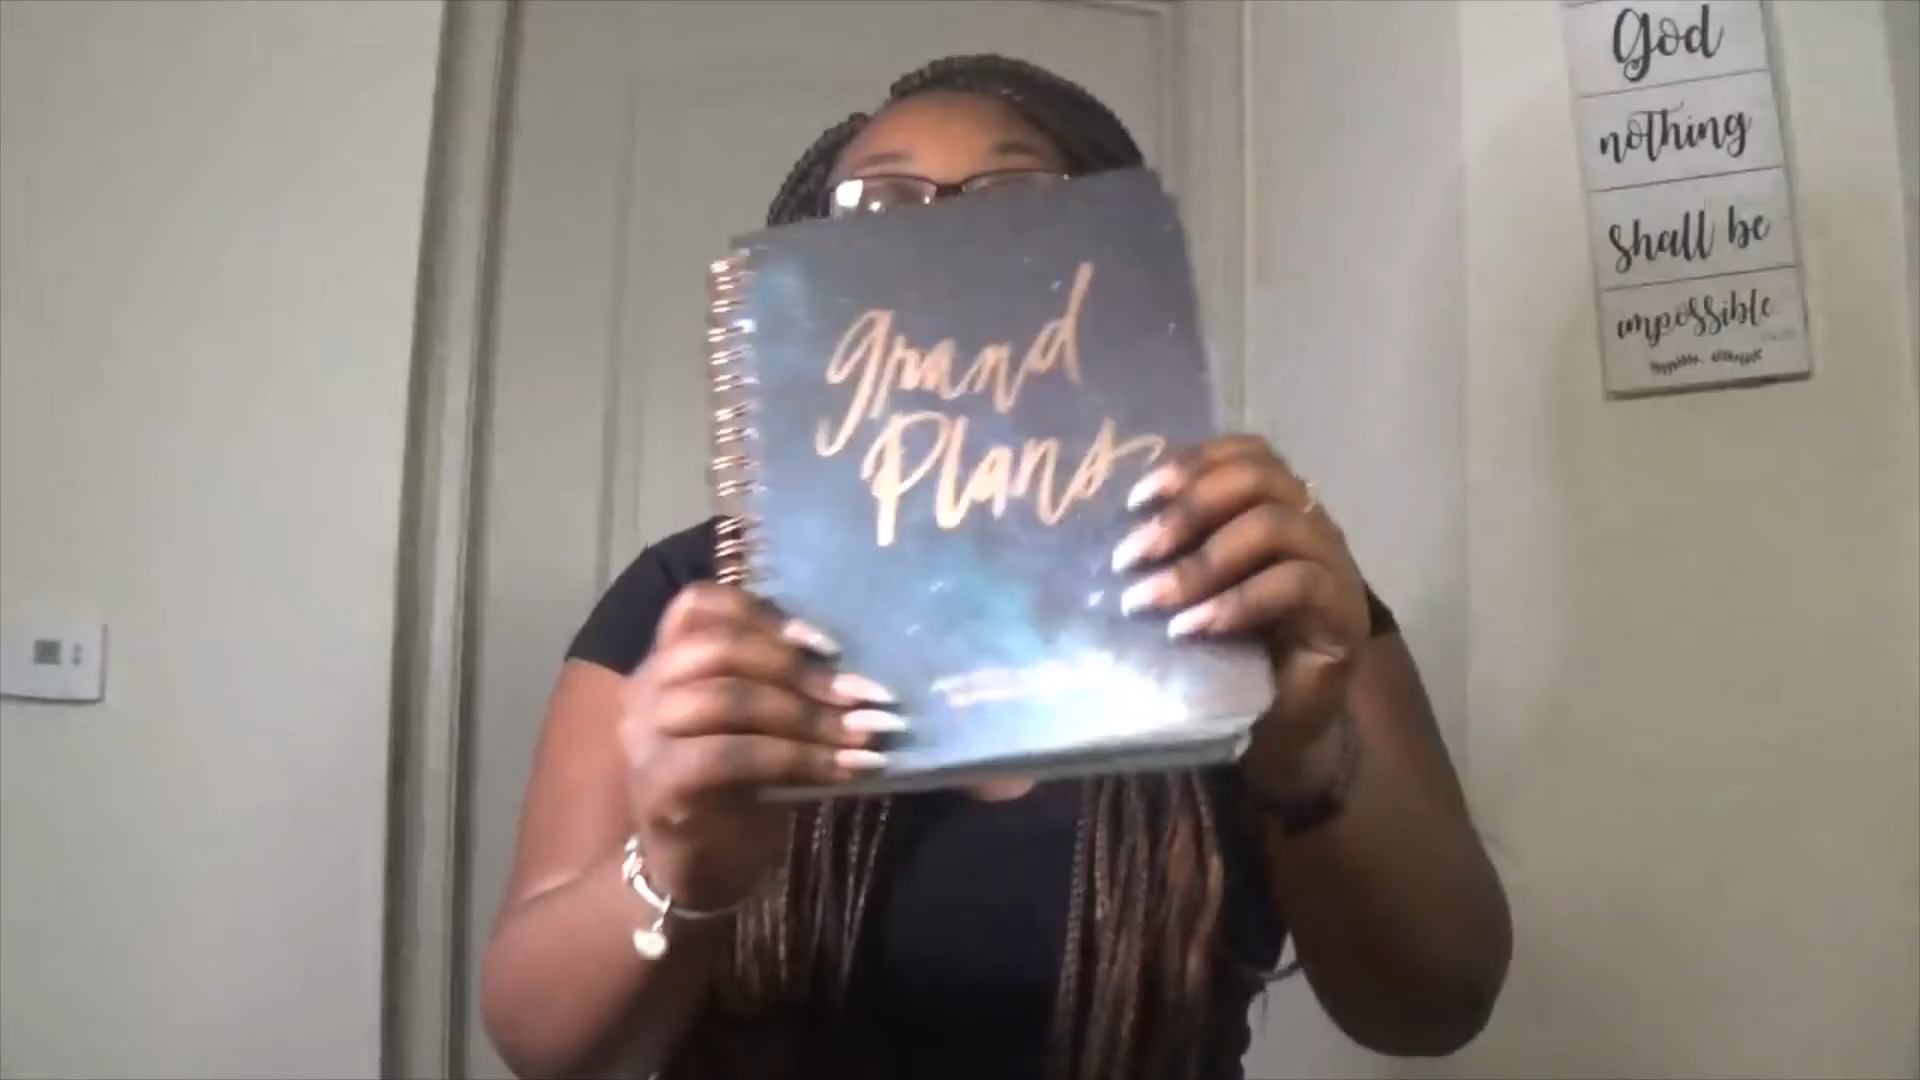 grand
Plans
God
nothing
shall be
impossible